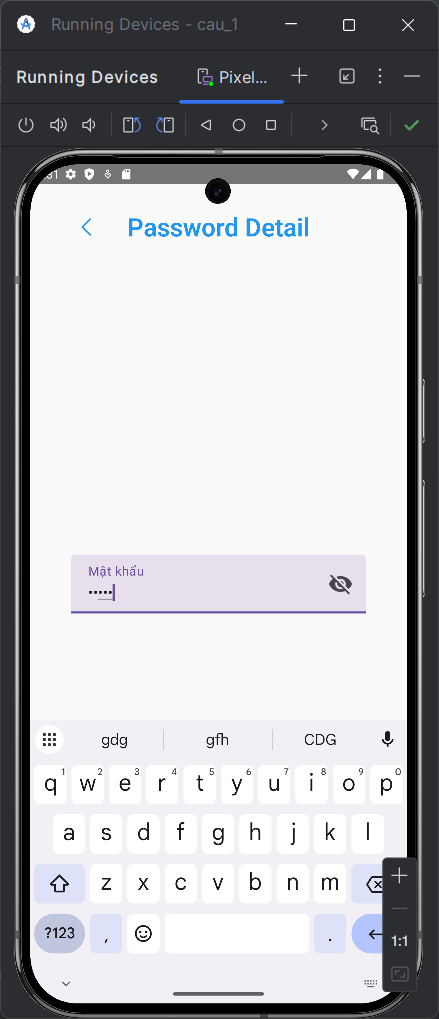 Running Devices - cau_1
Running Devices
Pixel...
Password Detail
Mật khẩu
•••••
gdg gfh CDG
q1 w2 e3 r4 t5 y6 u7 i8 o9 p0
a s d f g h j k l
z x c v b n m
?123 , .
1:1